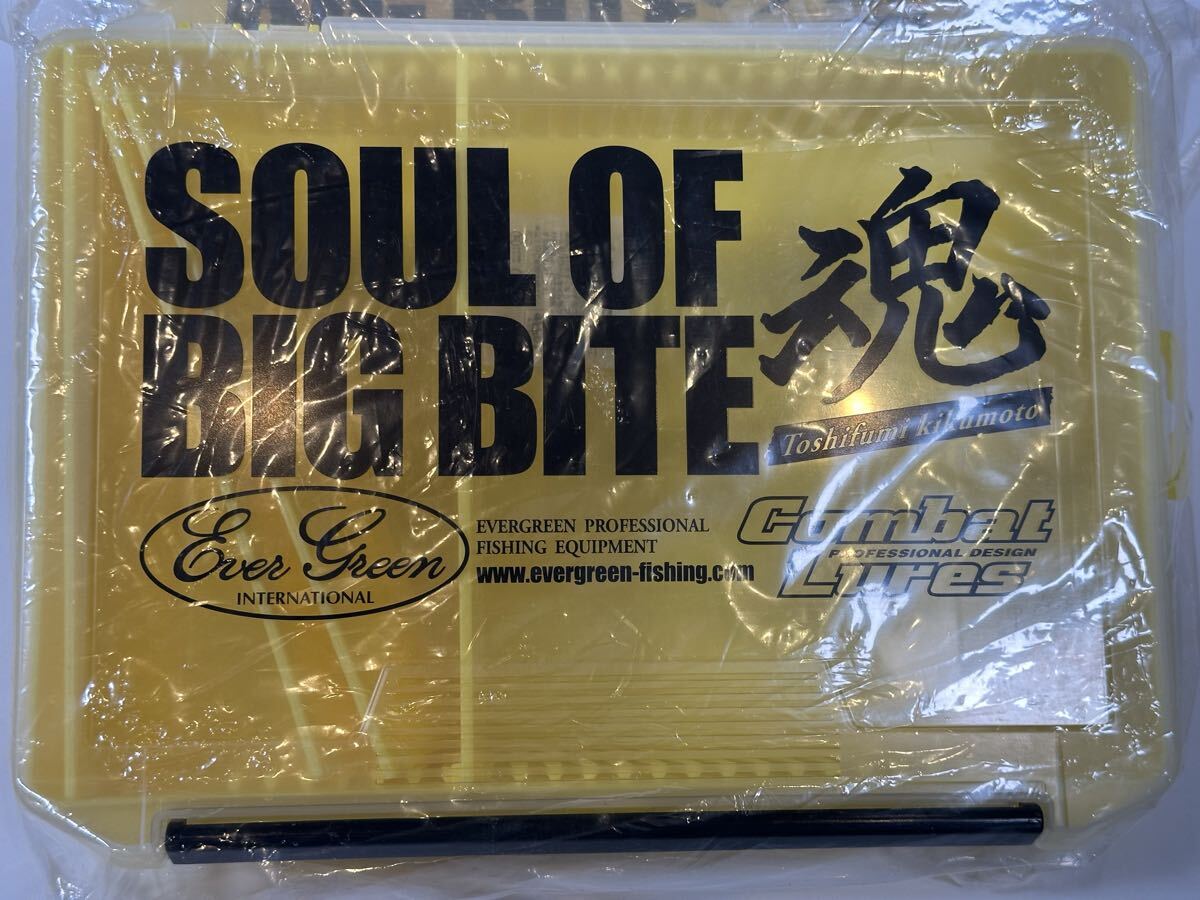 SOUL OF
BIG BITE
魂
Toshifumi kikumoto
Ever Green
INTERNATIONAL
EVERGREEN PROFESSIONAL
FISHING EQUIPMENT
www.evergreen-fishing.com
Combat
PROFESSIONAL DESIGN
Lures